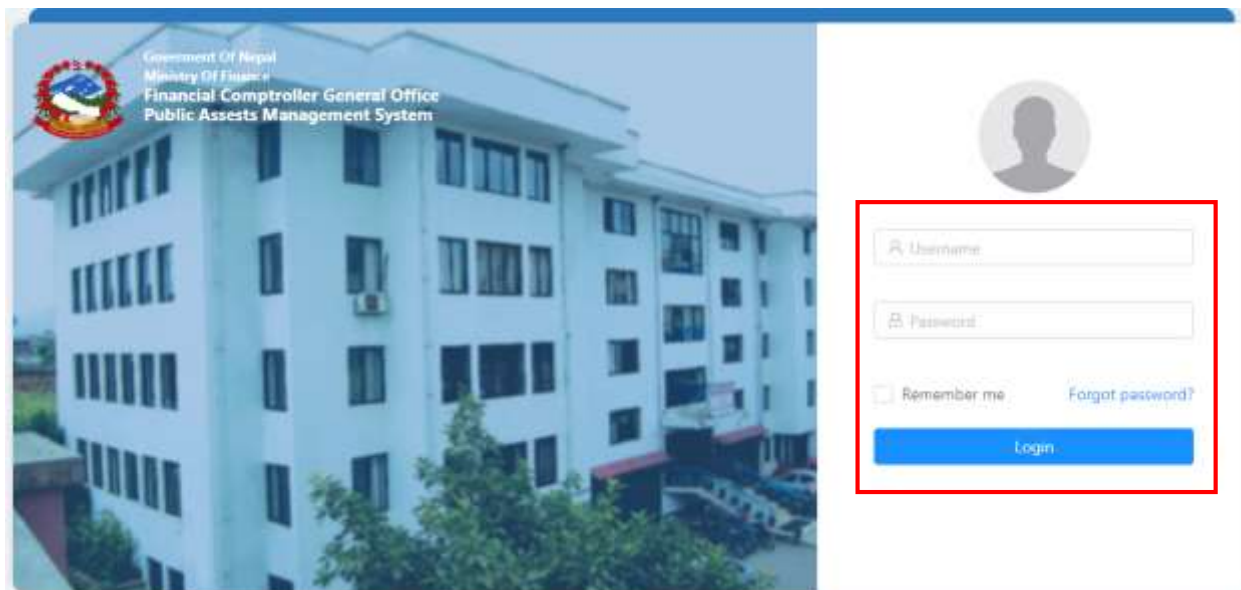 Goverment Of Nepal
Ministry Of Finance
Financial Comptroller General Office
Public Assests Management System
Username
Password
Remember me
Forgot password?
Login